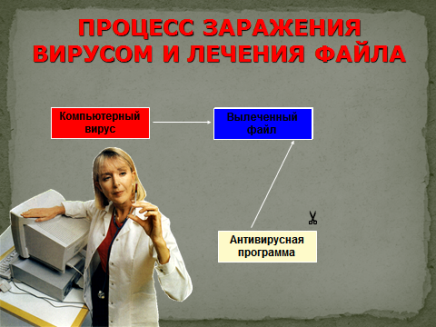 ПРОЦЕСС ЗАРАЖЕНИЯ
ВИРУСОМ И ЛЕЧЕНИЯ ФАЙЛА
Компьютерный
вирус
Вылеченный
файл
Антивирусная
программа